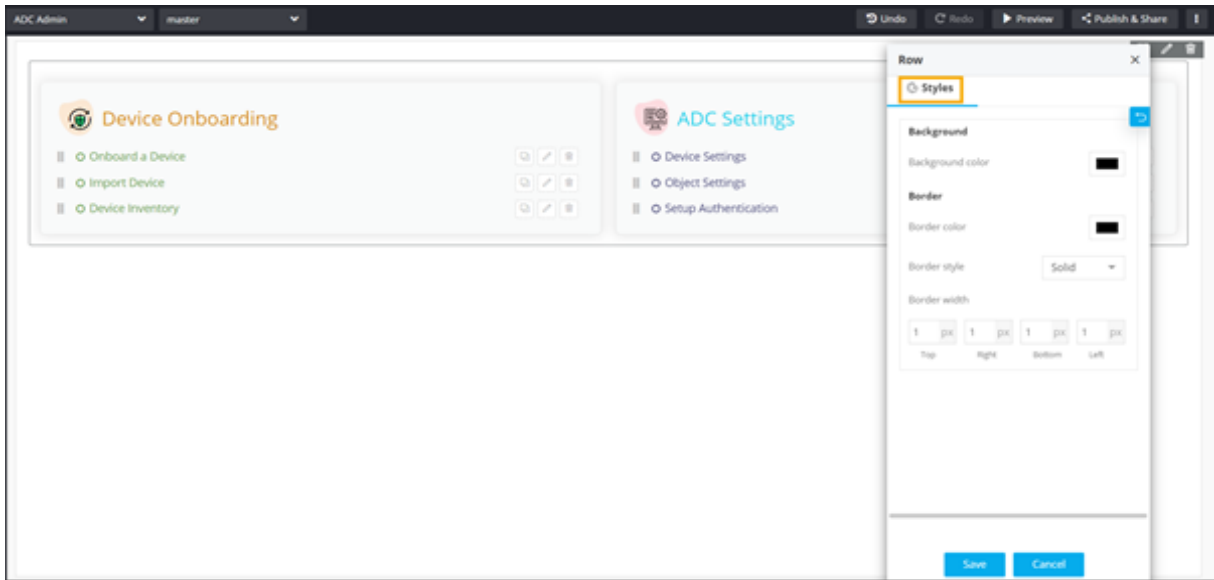 ADC Admin master Undo Redo Preview Publish & Share
Row
Styles
Device Onboarding
Onboard a Device
Import Device
Device Inventory
ADC Settings
Device Settings
Object Settings
Setup Authentication
Background
Background color
Border
Border color
Border style Solid
Border width
1 px 1 px 1 px 1 px
Top Right Bottom Left
Save Cancel